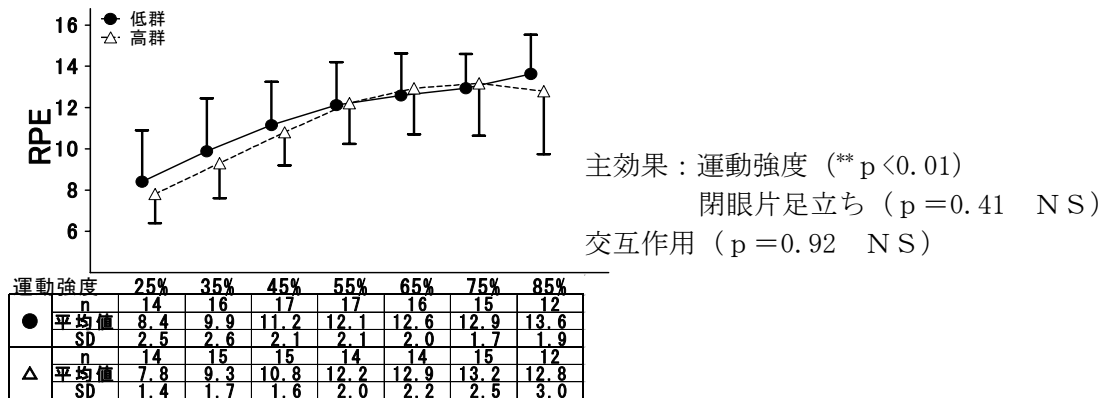 16
14
12
10
8
6
RPE
● 低群
△ 高群
主効果：運動強度（** p <0.01）
閉眼片足立ち（p＝0.41　NS）
交互作用（p＝0.92　NS）
運動強度 25% 35% 45% 55% 65% 75% 85%
● n 14 16 17 17 16 15 12
平均値 8.4 9.9 11.2 12.1 12.6 12.9 13.6
SD 2.5 2.6 2.1 2.1 2.0 1.7 1.9
△ n 14 15 15 14 14 15 12
平均値 7.8 9.3 10.8 12.2 12.9 13.2 12.8
SD 1.4 1.7 1.6 2.0 2.2 2.5 3.0